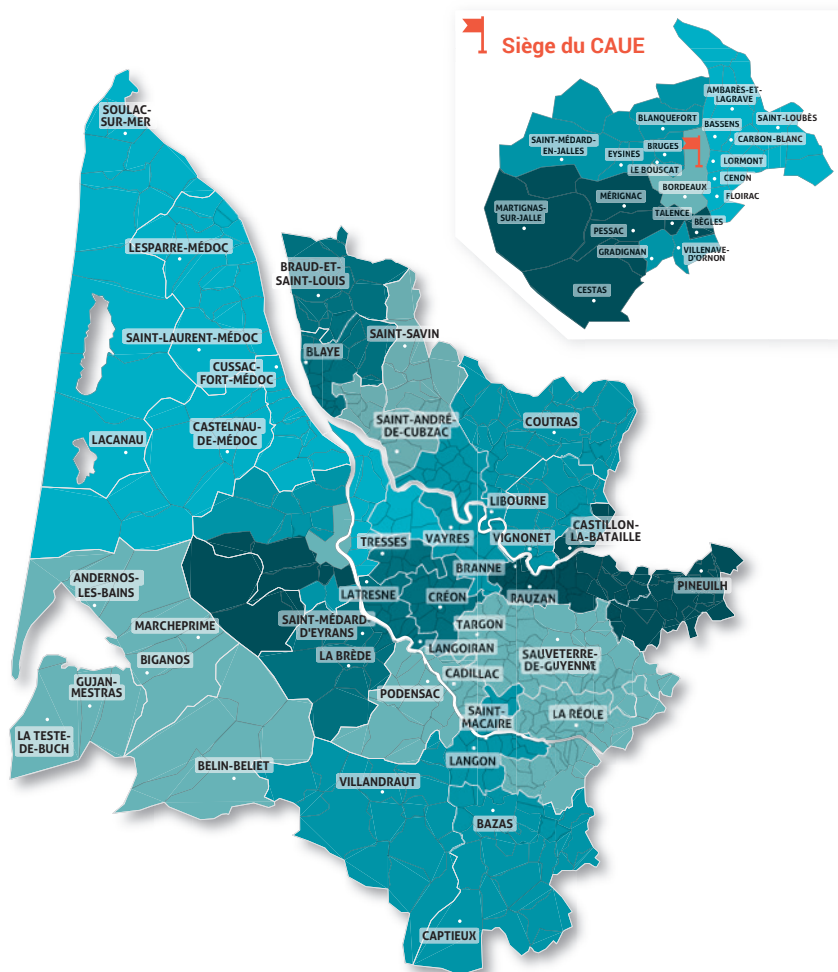 Siège du CAUE
AMBARÈS-ET-
LAGRAVE
BLANQUEFORT
SAINT-LOUBÈS
BASSENS
SAINT-MÉDARD-
EN-JALLES
BRUGES
CARBON-BLANC
EYSINES
LORMONT
LE BOUSCAT
CENON
BORDEAUX
FLOIRAC
MÉRIGNAC
MARTIGNAS-
SUR-JALLE
TALENCE
BÈGLES
PESSAC
GRADIGNAN
VILLENAVE-
D'ORNON
CESTAS
SOULAC-
SUR-MER
LESPARRE-MÉDOC
BRAUD-ET-
SAINT-LOUIS
SAINT-SAVIN
SAINT-LAURENT-MÉDOC
BLAYE
CUSSAC-
FORT-MÉDOC
CASTELNAU-
DE-MÉDOC
SAINT-ANDRÉ-
DE-CUBZAC
COUTRAS
LACANAU
LIBOURNE
CASTILLON-
LA-BATAILLE
TRESSES
VAYRES
VIGNONET
BRANNE
PINEUILH
ANDERNOS-
LES-BAINS
LATRESNE
CRÉON
RAUZAN
MARCHEPRIME
SAINT-MÉDARD-
D'EYRANS
TARGON
LANGOIRAN
SAUVETERRE-
DE-GUYENNE
BIGANOS
LA BRÈDE
CADILLAC
GUJAN-
MESTRAS
PODENSAC
SAINT-
MACAIRE
LA RÉOLE
LA TESTE-
DE-BUCH
BELIN-BELIET
VILLANDRAUT
LANGON
BAZAS
CAPTIEUX